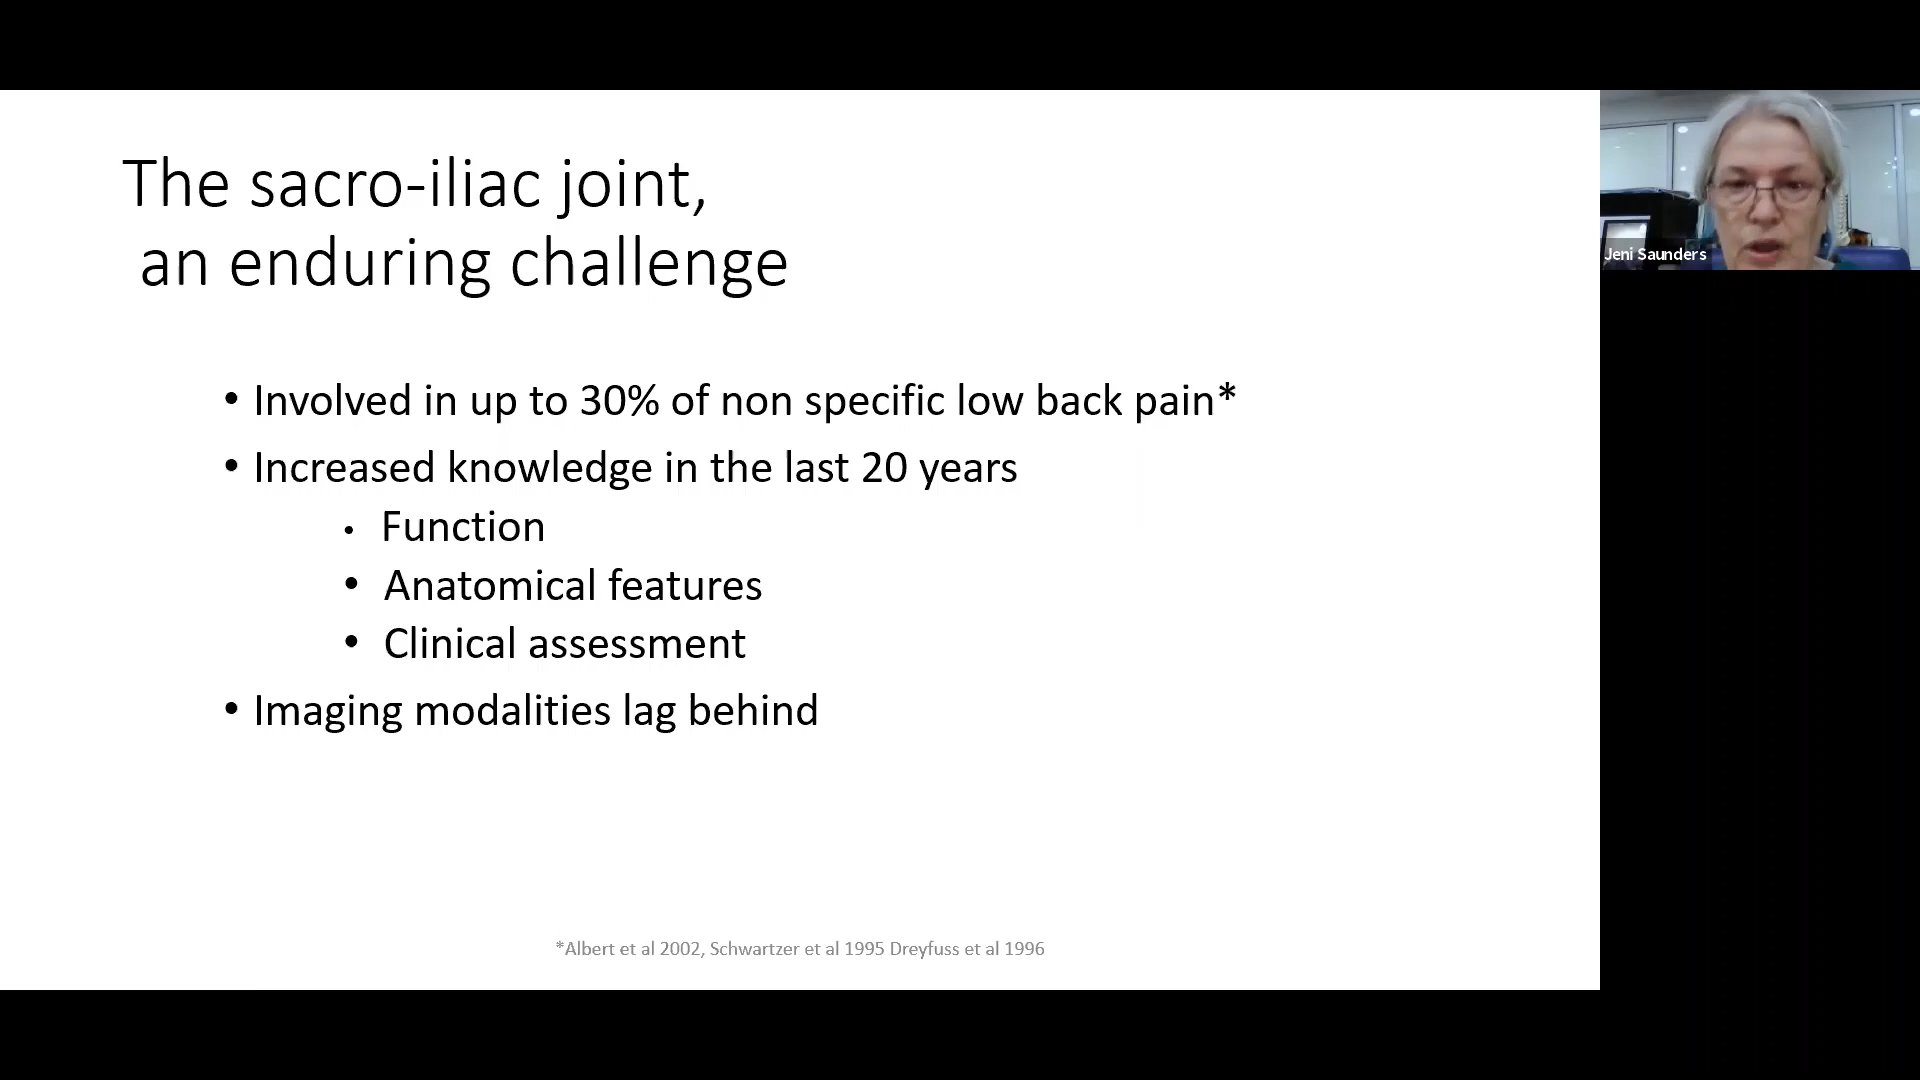 The sacro-iliac joint,
an enduring challenge
• Involved in up to 30% of non specific low back pain*
• Increased knowledge in the last 20 years
• Function
• Anatomical features
• Clinical assessment
• Imaging modalities lag behind
*Albert et al 2002, Schwartzer et al 1995 Dreyfuss et al 1996
Jeni Saunders